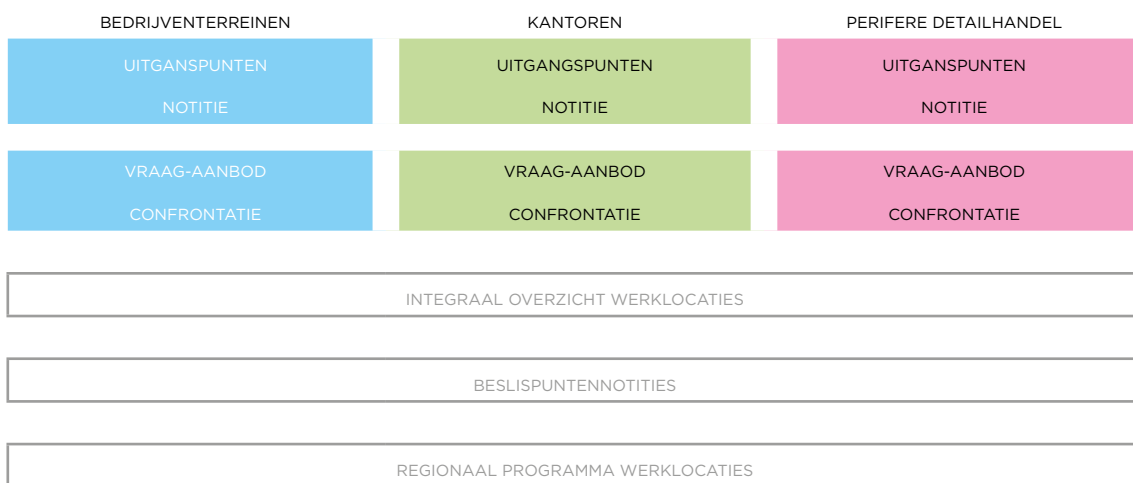 BEDRIJVENTERREINEN KANTOREN PERIFERE DETAILHANDEL
UITGANSPUNTEN UITGANGSPUNTEN UITGANSPUNTEN
NOTITIE NOTITIE NOTITIE
VRAAG-AANBOD VRAAG-AANBOD VRAAG-AANBOD
CONFRONTATIE CONFRONTATIE CONFRONTATIE
INTEGRAAL OVERZICHT WERKLOCATIES
BESLISPUNTENNOTITIES
REGIONAAL PROGRAMMA WERKLOCATIES